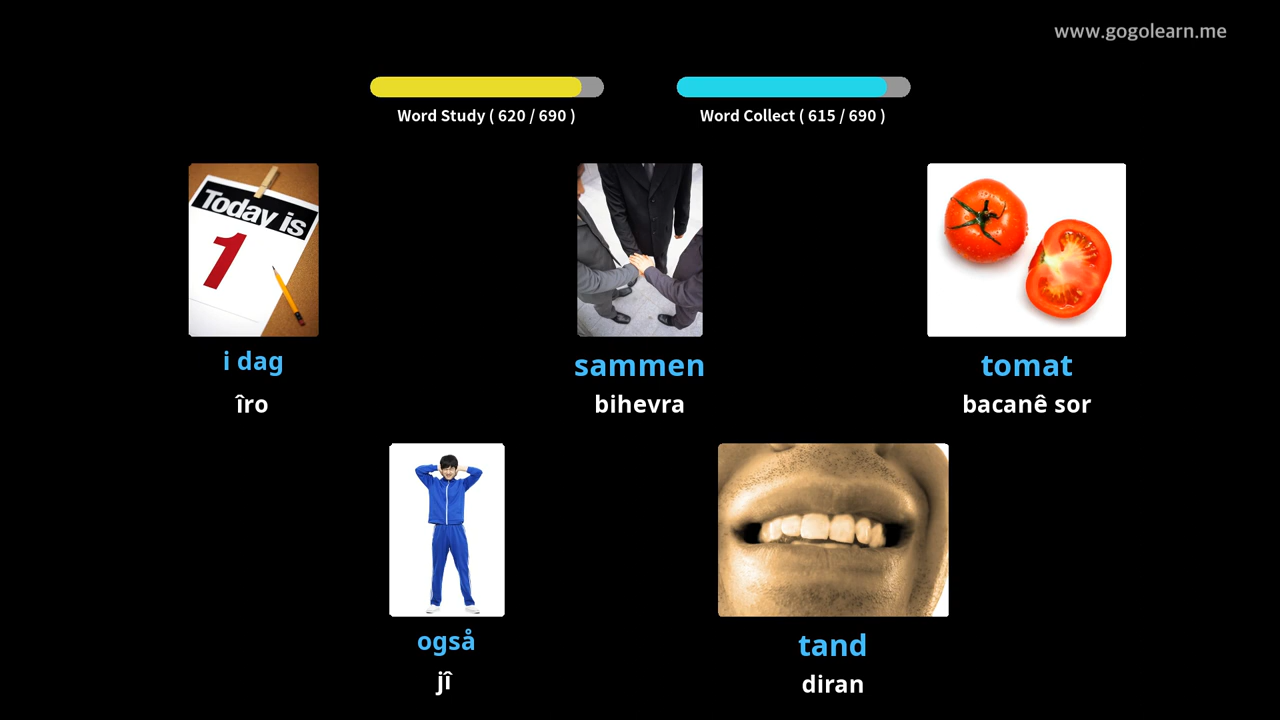 www.gogolearn.me
Word Study ( 620 / 690 )
Word Collect ( 615 / 690 )
Today is
1
i dag
îro
sammen
bihevra
tomat
bacanê sor
også
jî
tand
diran